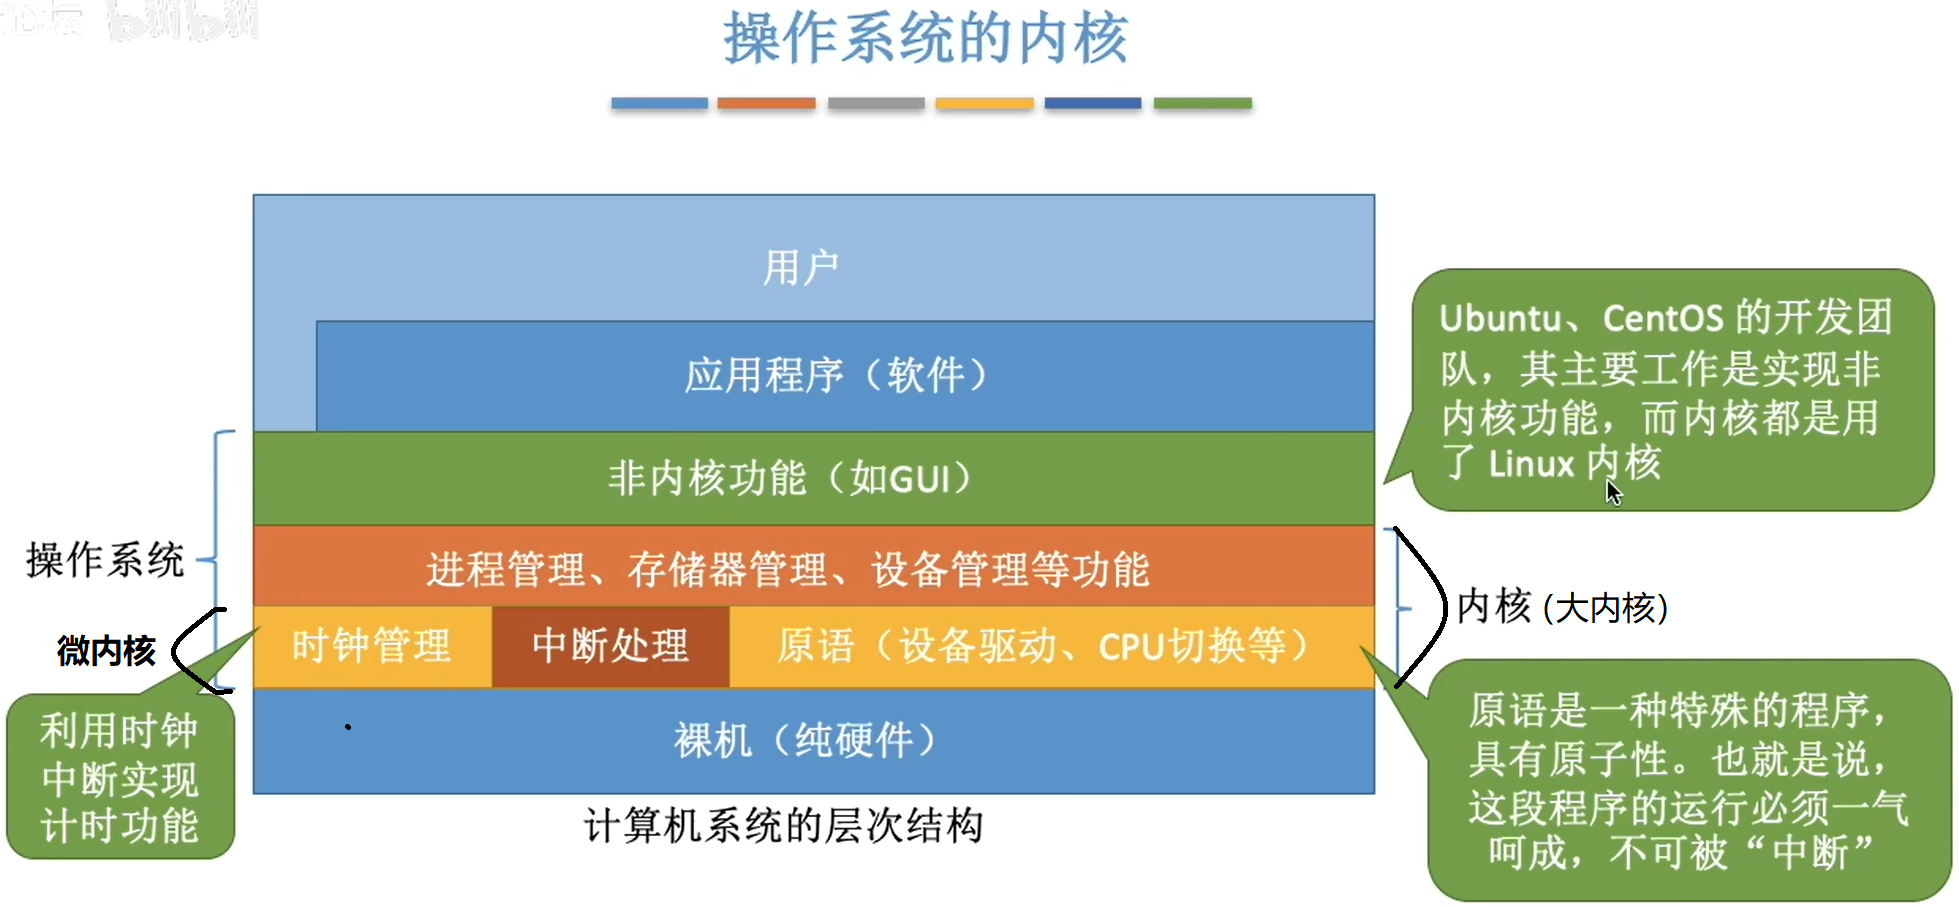 论坛 bilibili
操作系统的内核
用户
应用程序（软件）
非内核功能（如GUI）
进程管理、存储器管理、设备管理等功能
时钟管理
中断处理
原语（设备驱动、CPU切换等）
裸机（纯硬件）
计算机系统的层次结构
操作系统
微内核
利用时钟
中断实现
计时功能
Ubuntu、CentOS 的开发团
队，其主要工作是实现非
内核功能，而内核都是用
了 Linux 内核
内核 (大内核)
原语是一种特殊的程序，
具有原子性。也就是说，
这段程序的运行必须一气
呵成，不可被“中断”